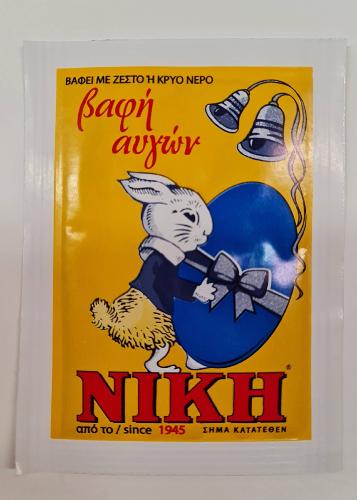 ΒΑΦΕΙ ΜΕ ΖΕΣΤΟ Ή ΚΡΥΟ ΝΕΡΟ
βαφή
αυγών
ΝΙΚΗ®
από το / since 1945 ΣΗΜΑ ΚΑΤΑΤΕΘΕΝ